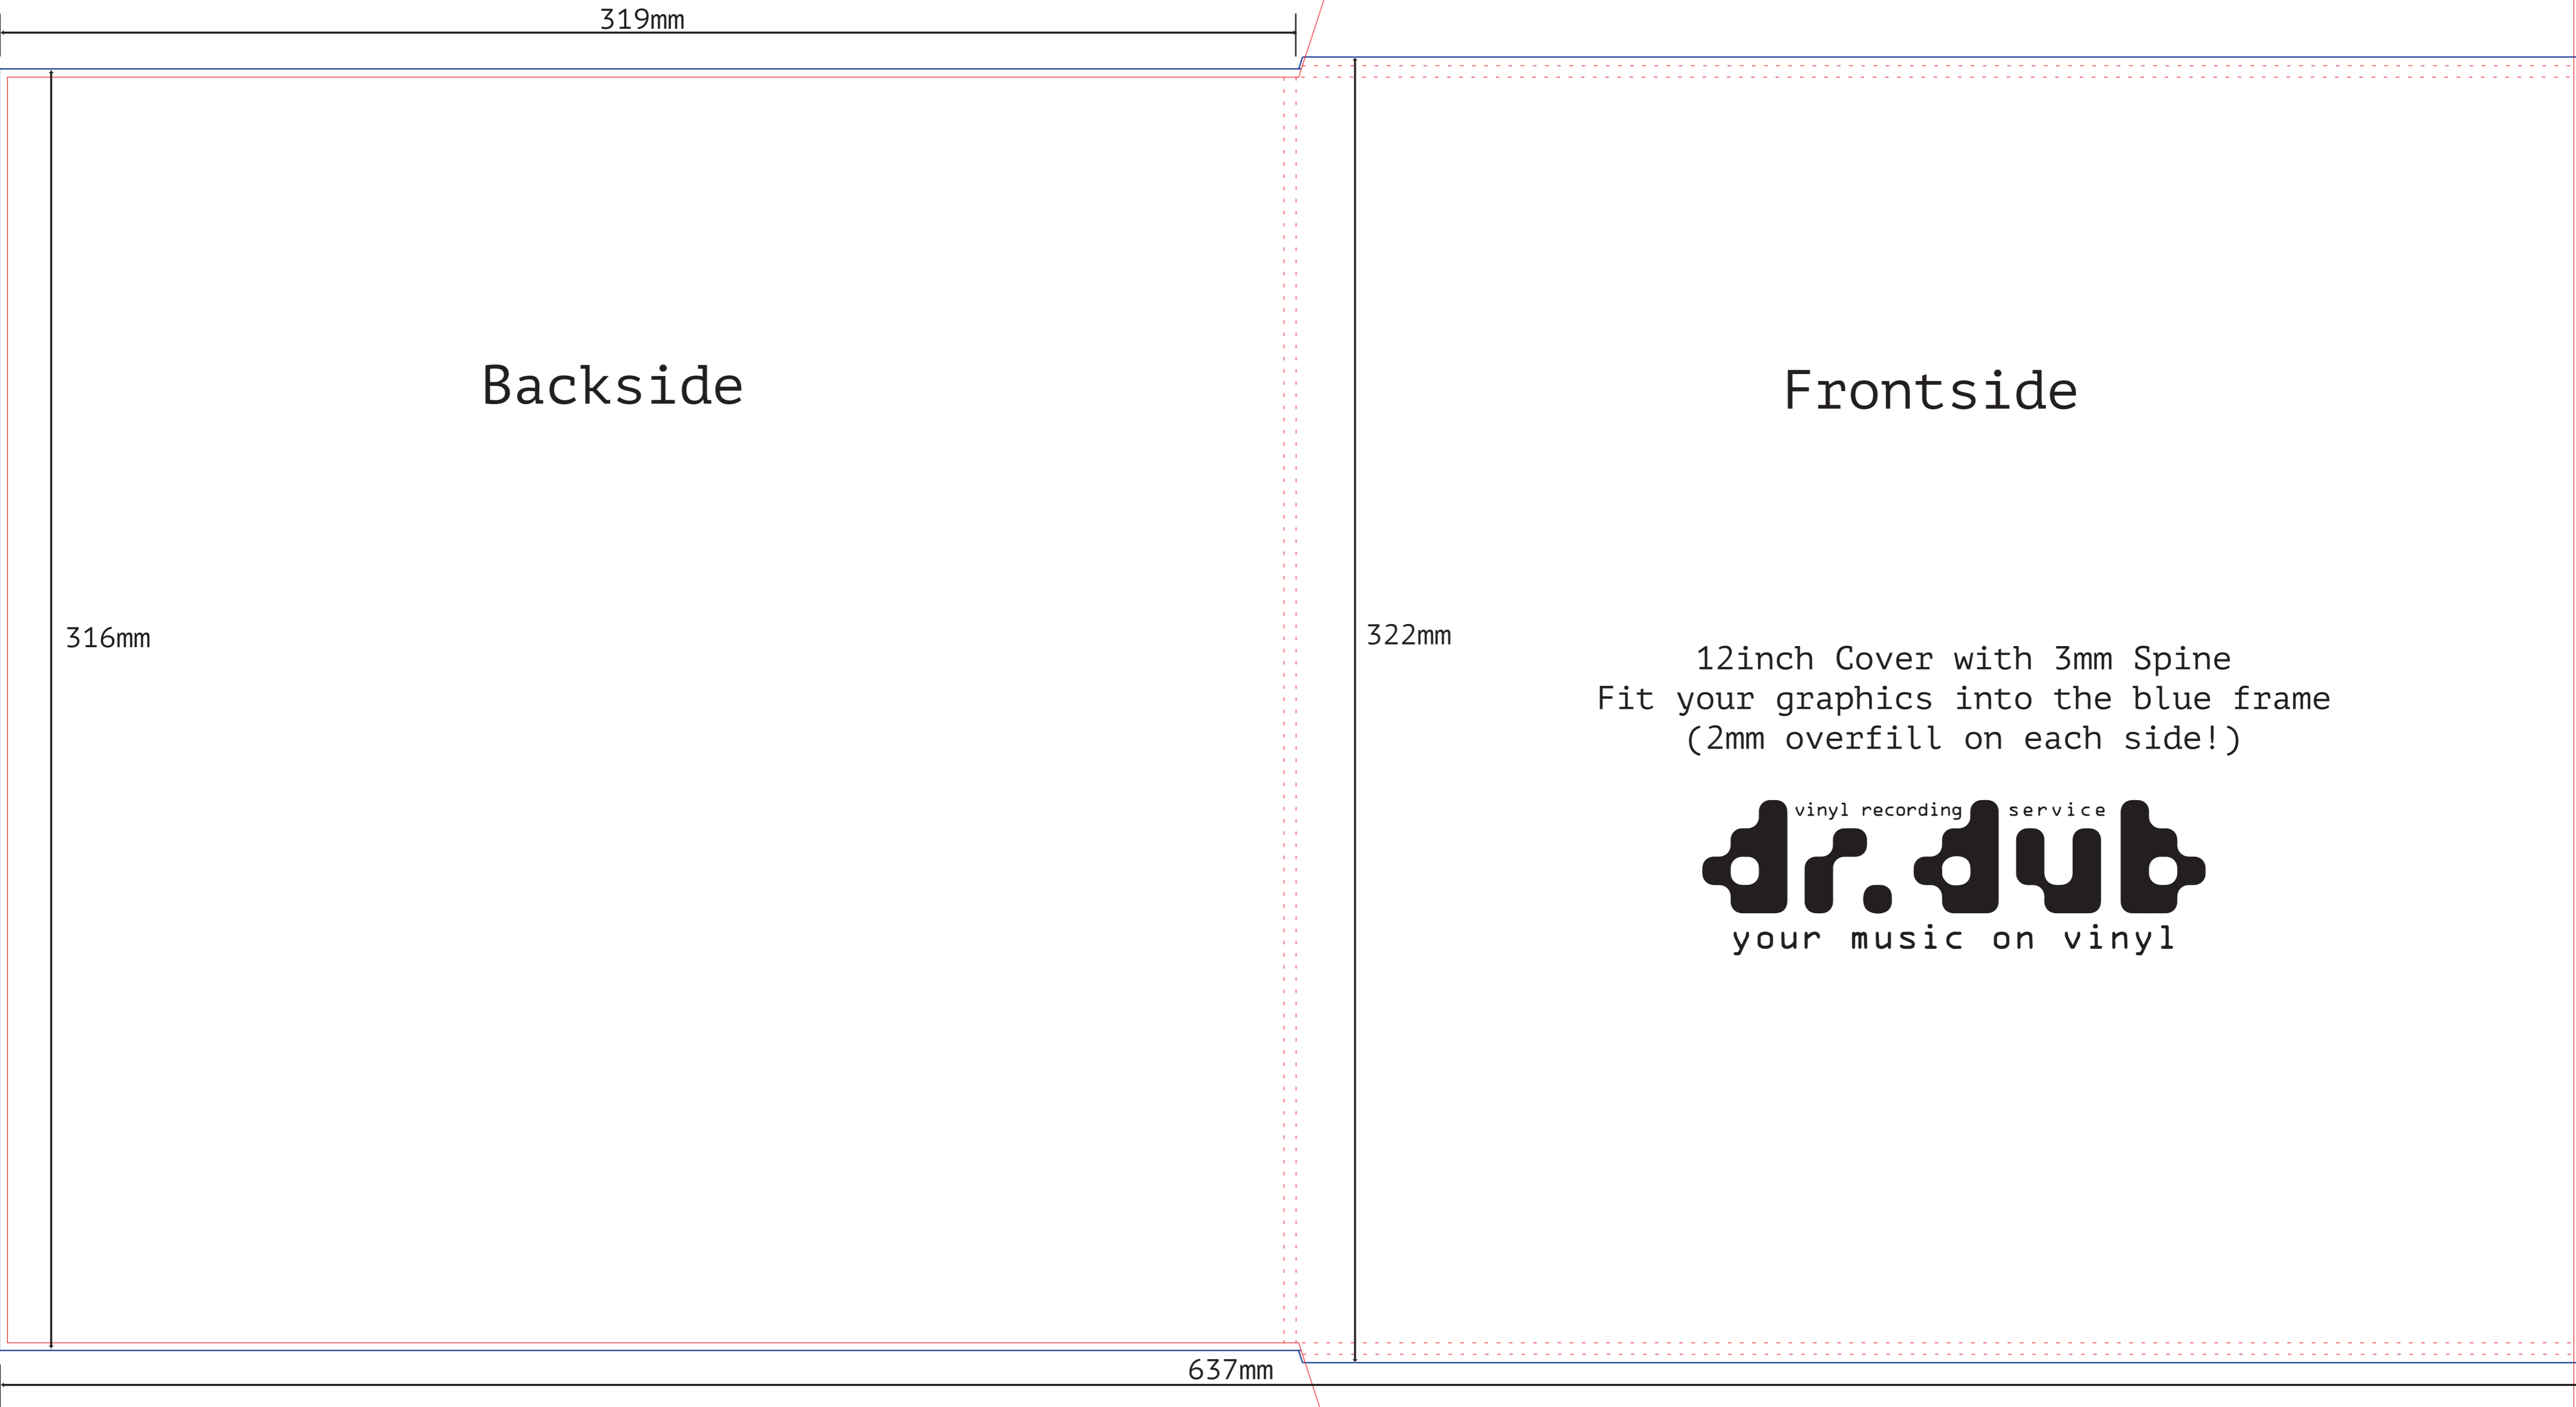 319mm
Backside
Frontside
316mm
322mm
12inch Cover with 3mm Spine
Fit your graphics into the blue frame
(2mm overfill on each side!)
vinyl recording service
dr.dub
your music on vinyl
637mm